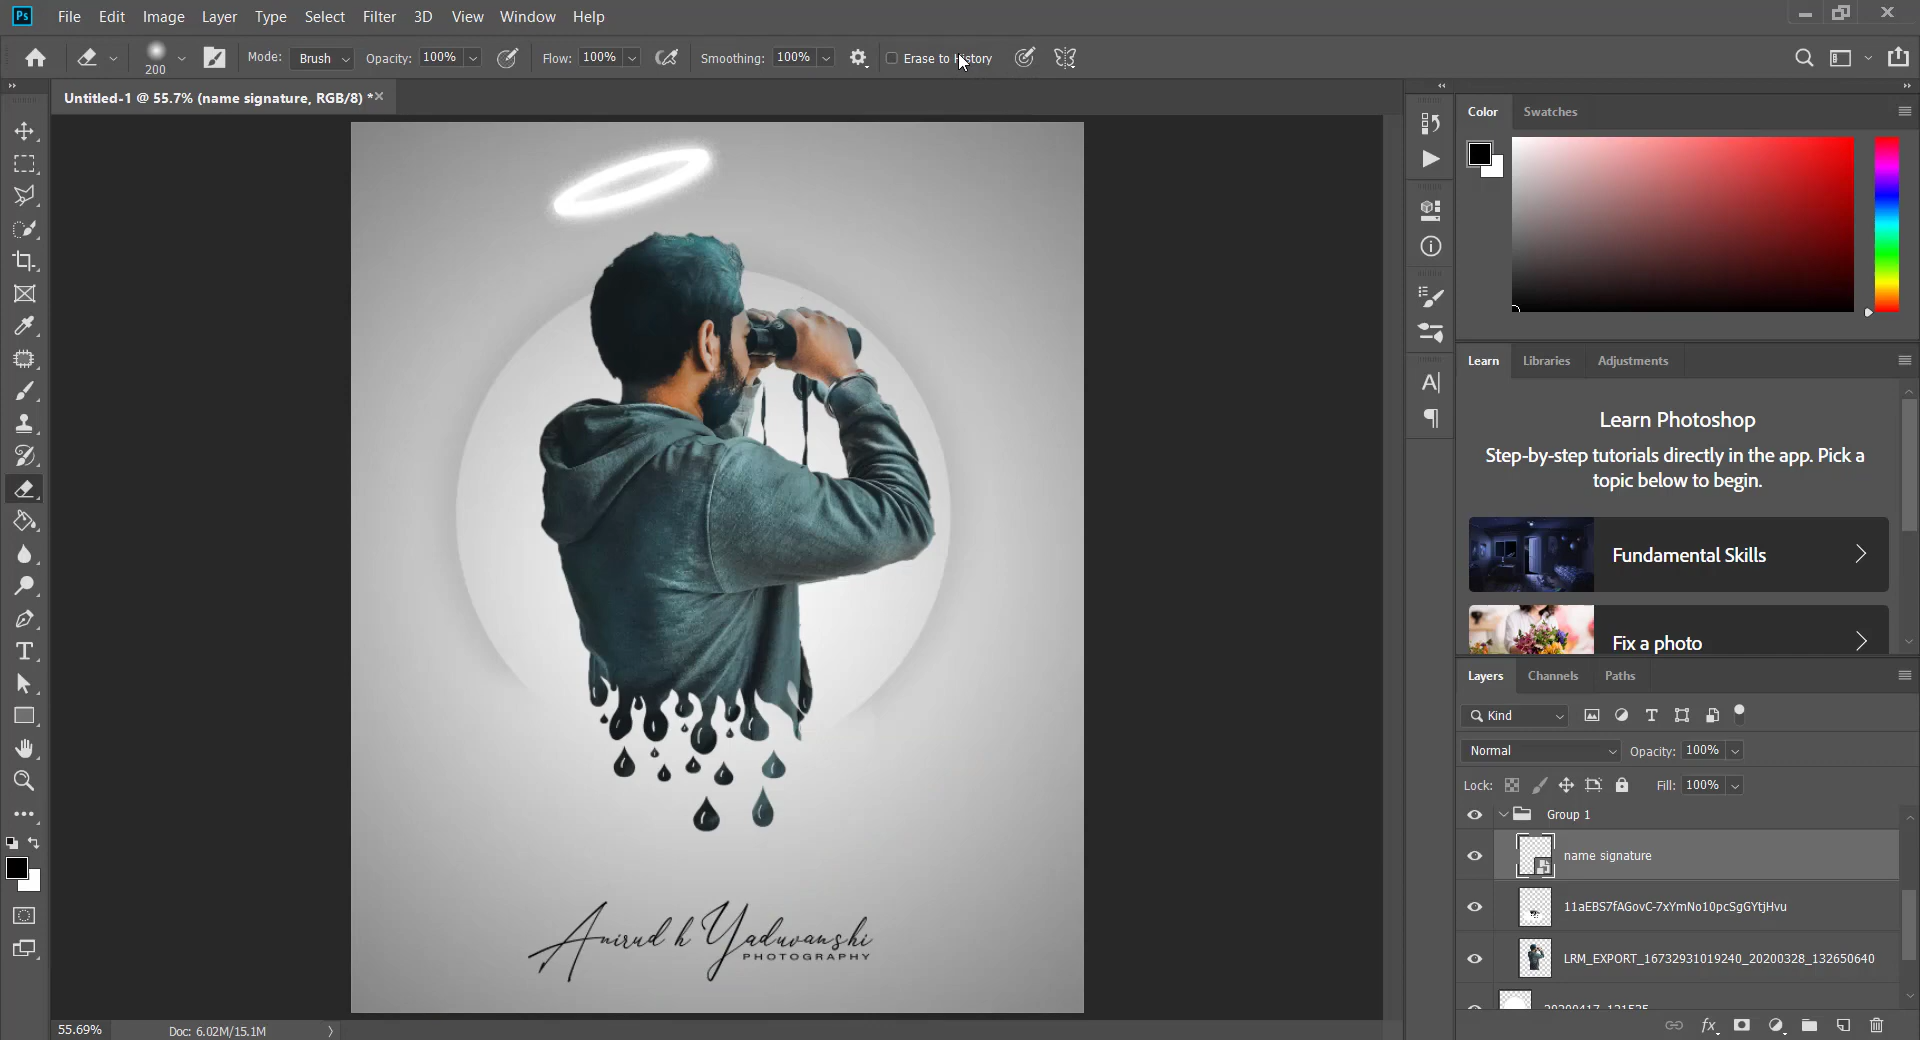 Ps File Edit Image Layer Type Select Filter 3D View Window Help
200 Mode: Brush Opacity: 100% Flow: 100% Smoothing: 100% Erase to History
Untitled-1 @ 55.7% (name signature, RGB/8) *
Color Swatches
Learn Libraries Adjustments
Learn Photoshop
Step-by-step tutorials directly in the app. Pick a
topic below to begin.
Fundamental Skills
Fix a photo
Layers Channels Paths
Kind
Normal Opacity: 100%
Lock: Fill: 100%
Group 1
name signature
11aEBS7fAGovC-7xYmNo10pcSgGYtjHvu
LRM_EXPORT_16732931019240_20200328_132650640
Anirud h Yaduvanshi
PHOTOGRAPHY
55.69% Doc: 6.02M/15.1M